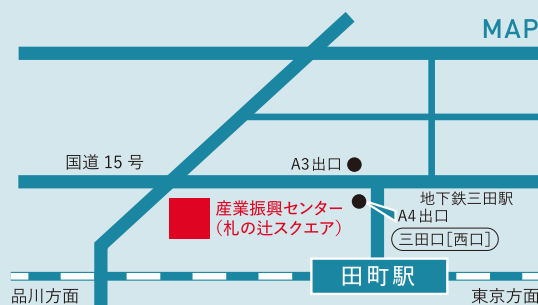 MAP
国道15号
A3出口
産業振興センター
（札の辻スクエア）
地下鉄三田駅
A4出口
三田口［西口］
田町駅
品川方面
東京方面